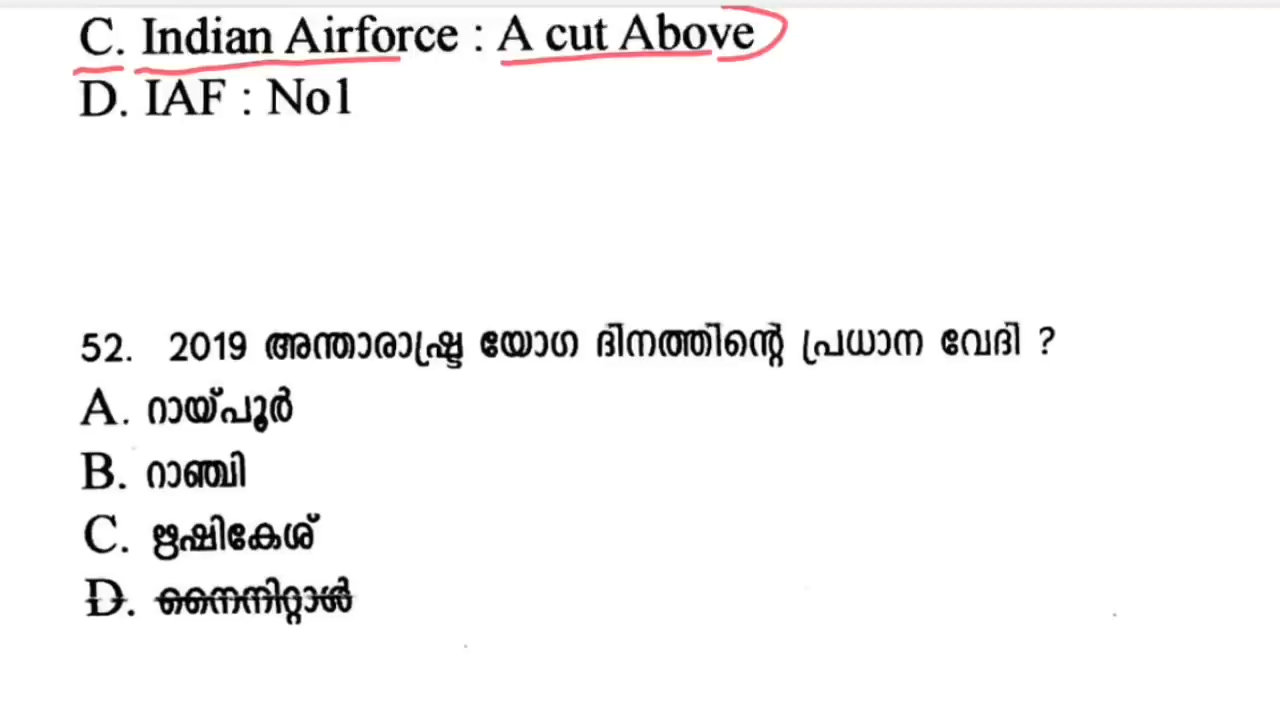 C. Indian Airforce : A cut Above
D. IAF : No1
52. 2019 അന്താരാഷ്ട്ര യോഗ ദിനത്തിന്റെ പ്രധാന വേദി ?
A. റായ്പൂർ
B. റാഞ്ചി
C. ഋഷികേശ്
D. നൈനിറ്റാൾ